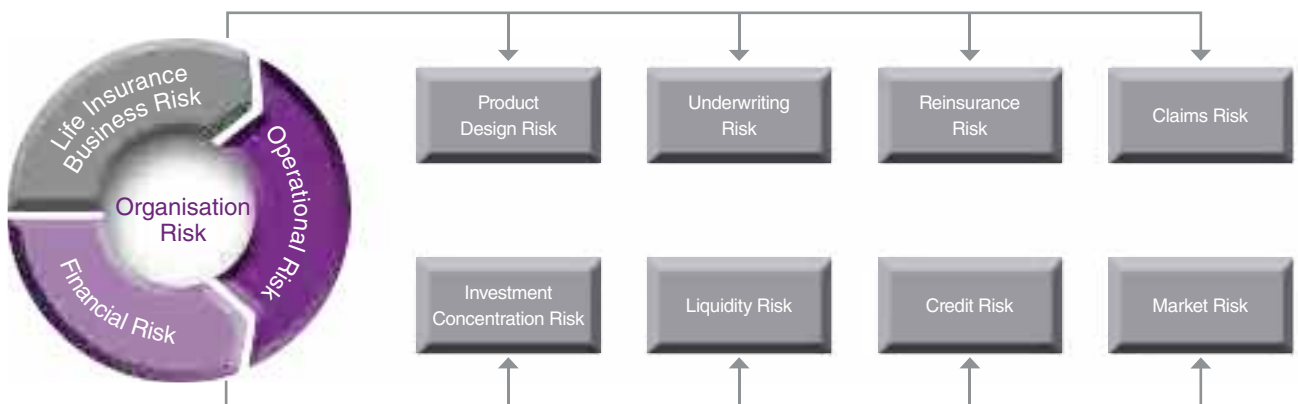 Life Insurance
Business Risk
Operational Risk
Organisation
Risk
Financial Risk
Product
Design Risk
Underwriting
Risk
Reinsurance
Risk
Claims Risk
Investment
Concentration Risk
Liquidity Risk
Credit Risk
Market Risk